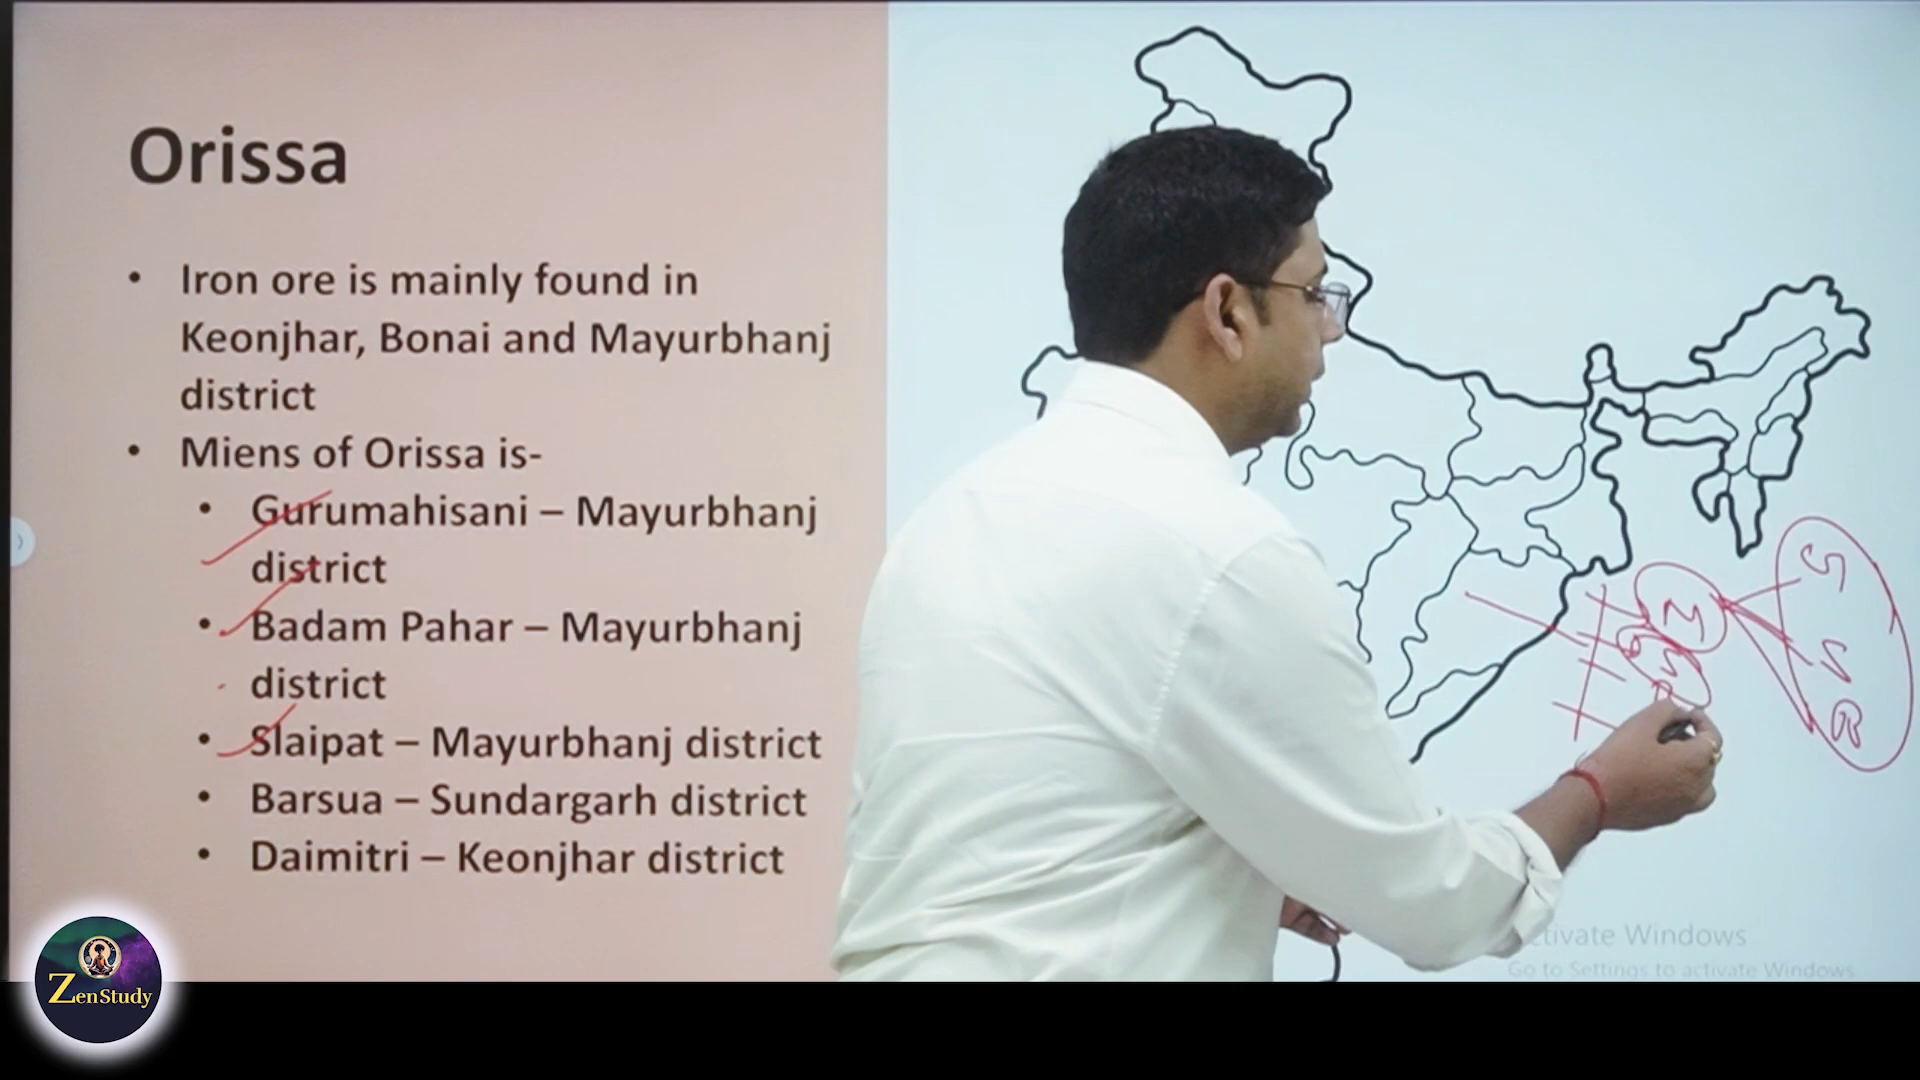 Orissa
• Iron ore is mainly found in
Keonjhar, Bonai and Mayurbhanj
district
• Miens of Orissa is-
• Gurumahisani – Mayurbhanj
district
• Badam Pahar – Mayurbhanj
district
• Slaipat – Mayurbhanj district
• Barsua – Sundargarh district
• Daimitri – Keonjhar district
M
G
S
B
tivate Windows
Go to Settings to activate Windows
ZenStudy